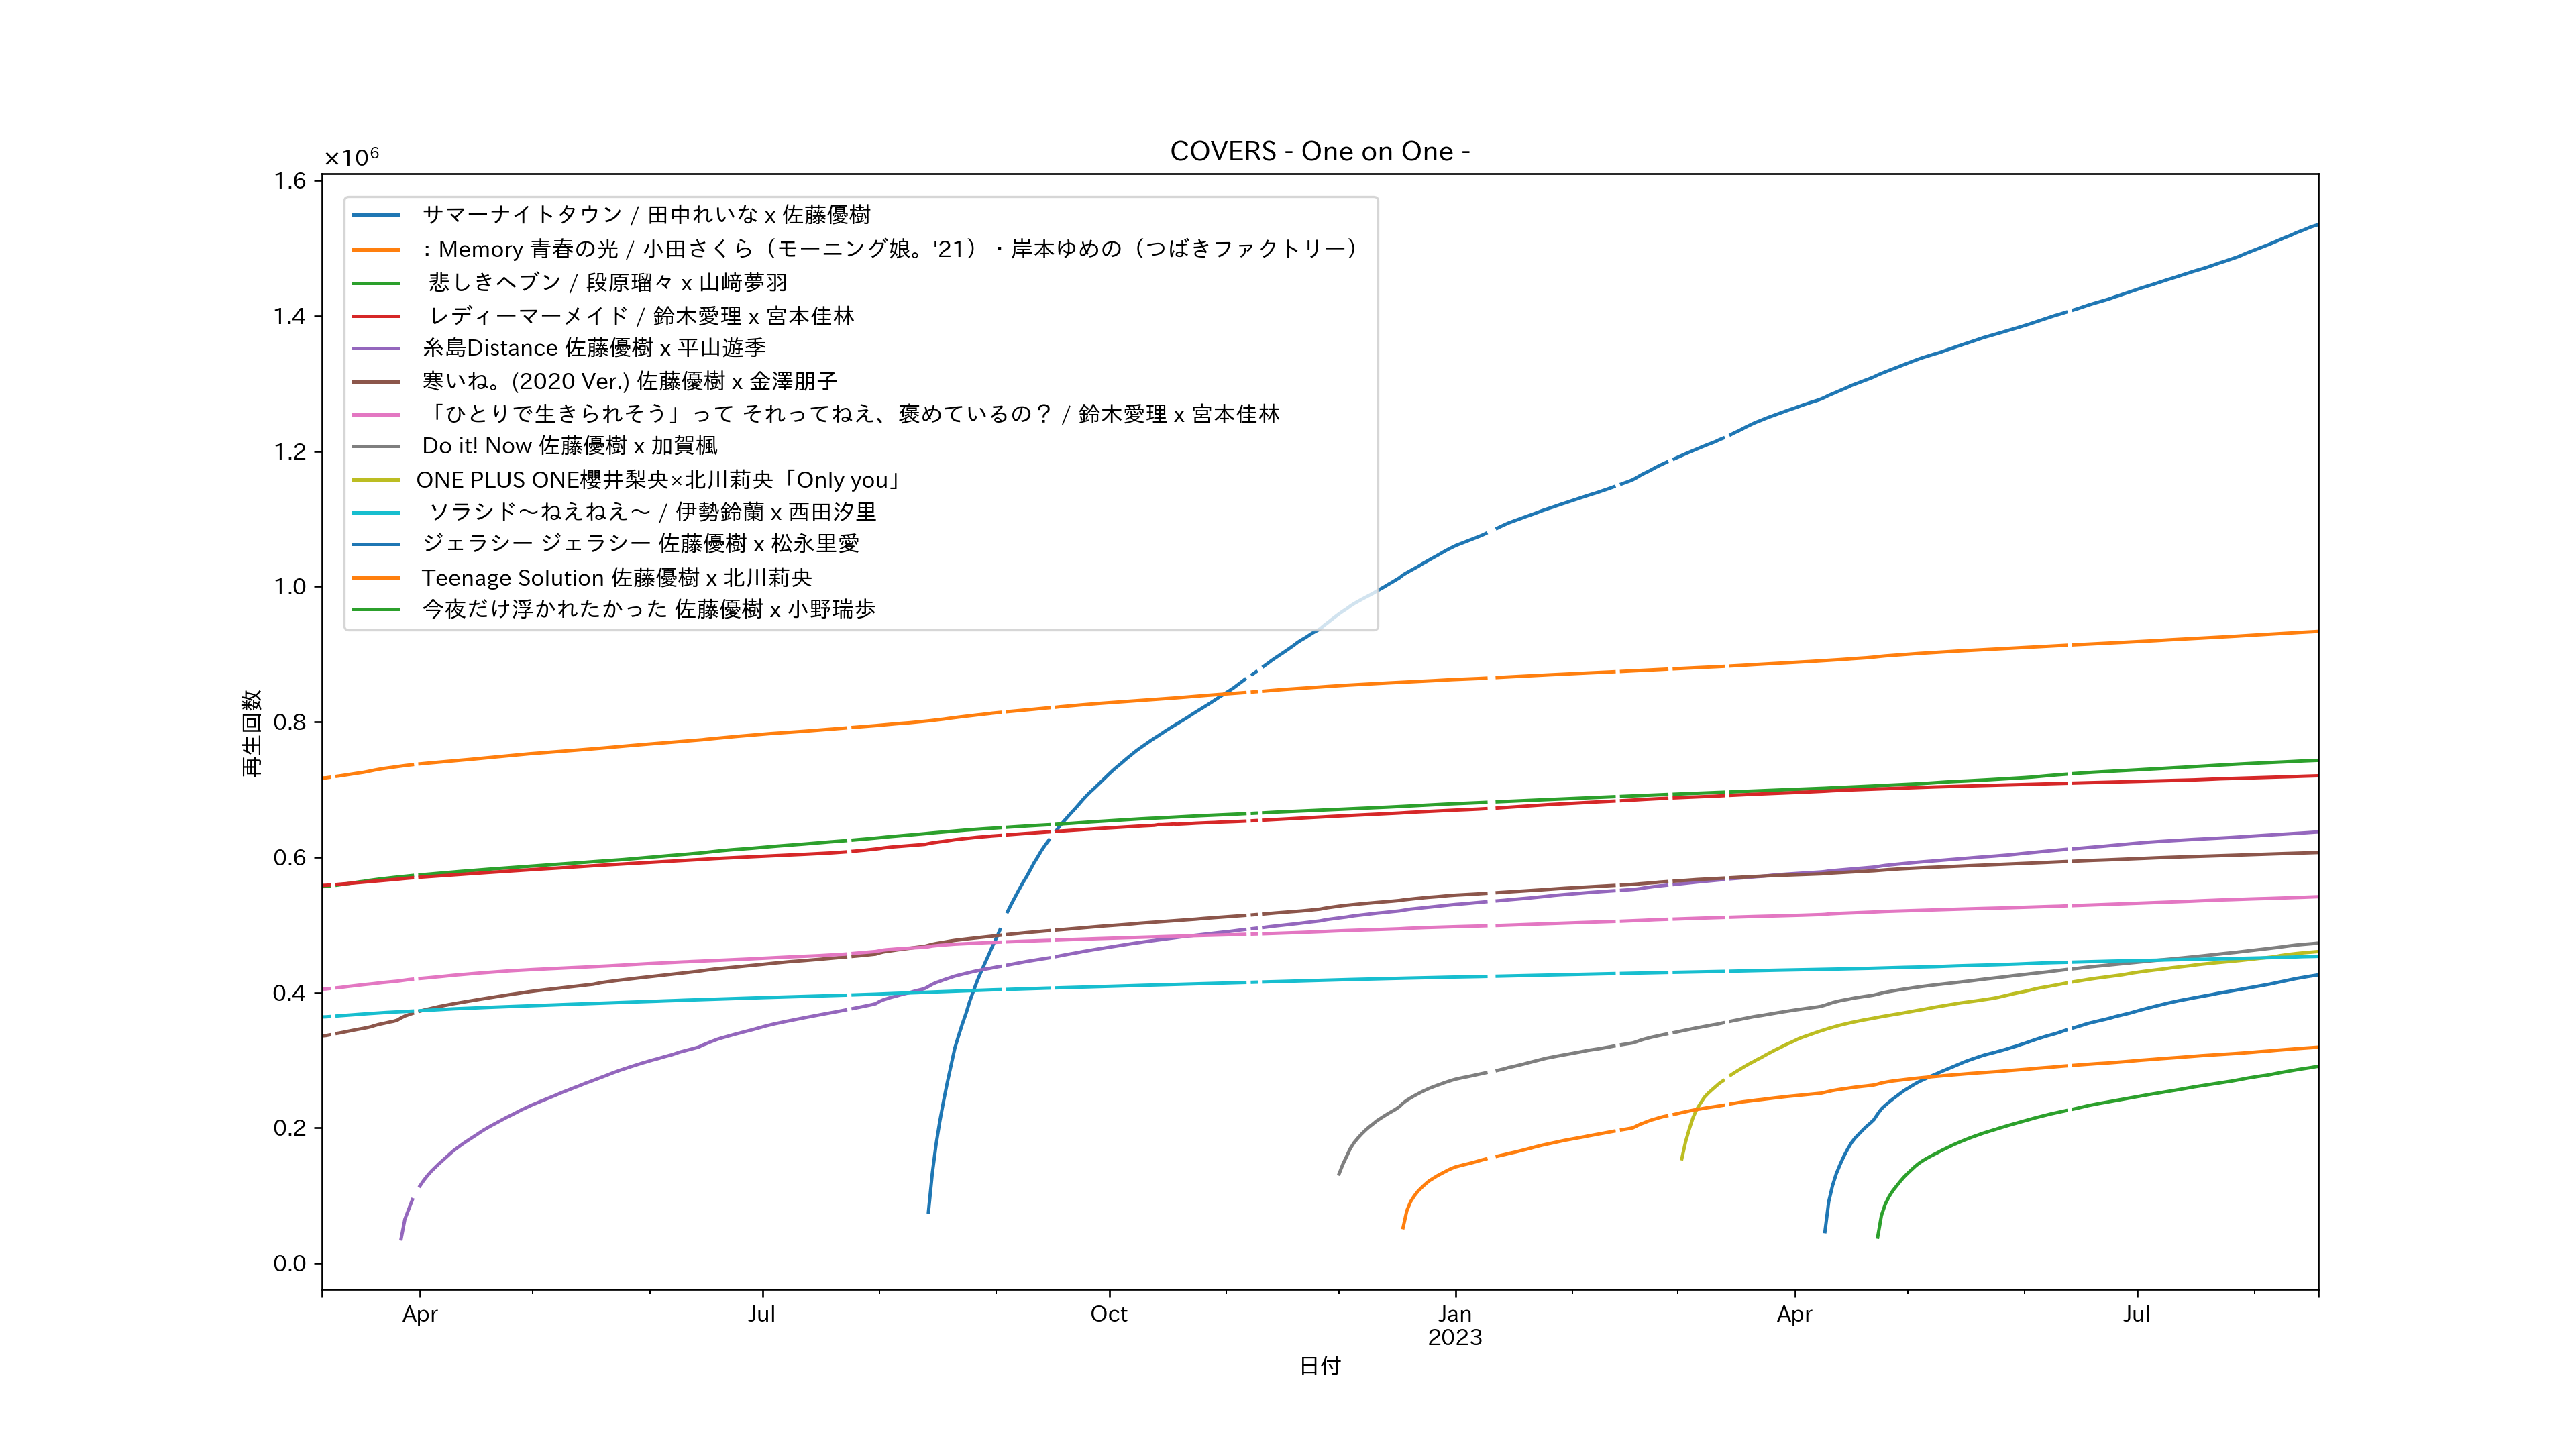 COVERS - One on One -
×10⁶
1.6
1.4
1.2
1.0
0.8
0.6
0.4
0.2
0.0
再生回数
サマーナイトタウン / 田中れいな x 佐藤優樹
: Memory 青春の光 / 小田さくら（モーニング娘。'21）・岸本ゆめの（つばきファクトリー）
悲しきヘブン / 段原瑠々 x 山﨑夢羽
レディーマーメイド / 鈴木愛理 x 宮本佳林
糸島Distance 佐藤優樹 x 平山遊季
寒いね。(2020 Ver.) 佐藤優樹 x 金澤朋子
「ひとりで生きられそう」って それってねえ、褒めているの？ / 鈴木愛理 x 宮本佳林
Do it! Now 佐藤優樹 x 加賀楓
ONE PLUS ONE櫻井梨央×北川莉央「Only you」
ソラシド～ねえねえ～ / 伊勢鈴蘭 x 西田汐里
ジェラシー ジェラシー 佐藤優樹 x 松永里愛
Teenage Solution 佐藤優樹 x 北川莉央
今夜だけ浮かれたかった 佐藤優樹 x 小野瑞歩
Apr Jul Oct Jan Apr Jul
2023
日付